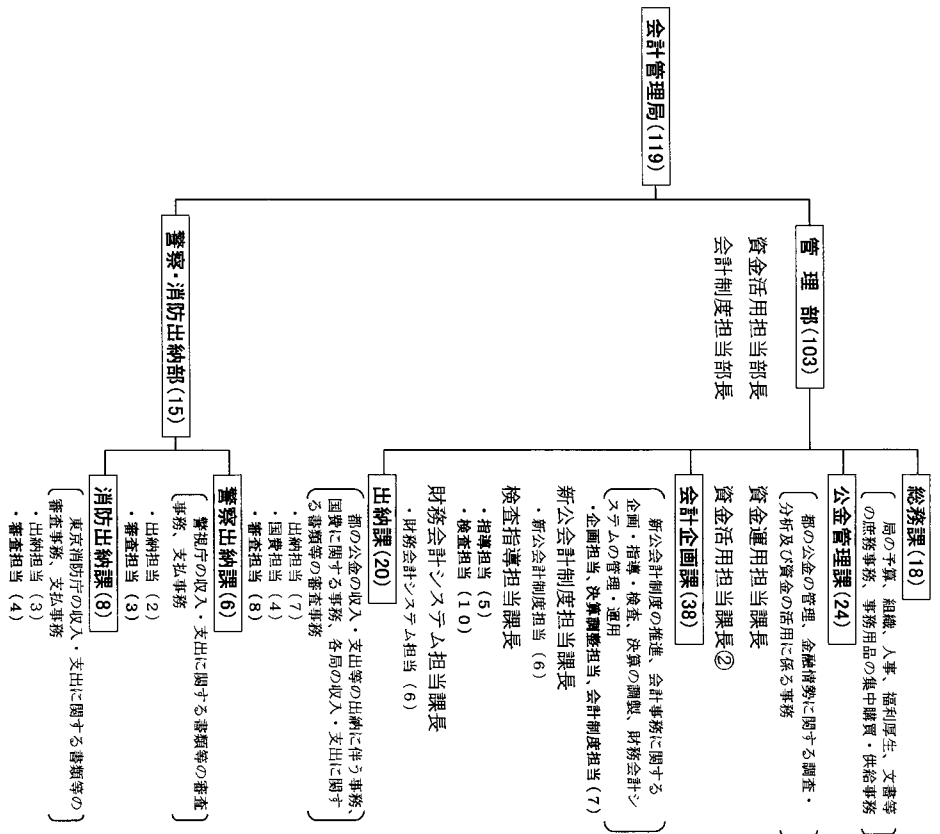 会計管理局(119)
管理部(103)
資金活用担当部長
会計制度担当部長
総務課(18)
局の予算、組織、人事、福利厚生、文書等
の庶務事務、事務用品の集中購買・供給事務
公金管理課(24)
都の公金の管理、金融情勢に関する調査・
分析及び資金の活用に係る事務
資金運用担当課長
資金活用担当課長②
会計企画課(38)
新公会計制度の推進、会計事務に関する
企画・指導・検査、決算の調製、財務会計シ
ステムの管理・運用
・企画担当、決算調整担当、会計制度担当(7)
新公会計制度担当課長
・新公会計制度担当(6)
検査指導担当課長
・指導担当(5)
・検査担当(10)
財務会計システム担当課長
・財務会計システム担当(6)
出納課(20)
都の公金の収入・支出等の出納に伴う事務、
国費に関する事務、各局の収入・支出に関す
る書類等の審査事務
・出納担当(7)
・国費担当(4)
・審査担当(8)
警察・消防出納部(15)
警察出納課(6)
警視庁の収入・支出に関する書類等の審査
事務、支払事務
・出納担当(2)
・審査担当(3)
消防出納課(8)
東京消防庁の収入・支出に関する書類等の
審査事務、支払事務
・出納担当(3)
・審査担当(4)